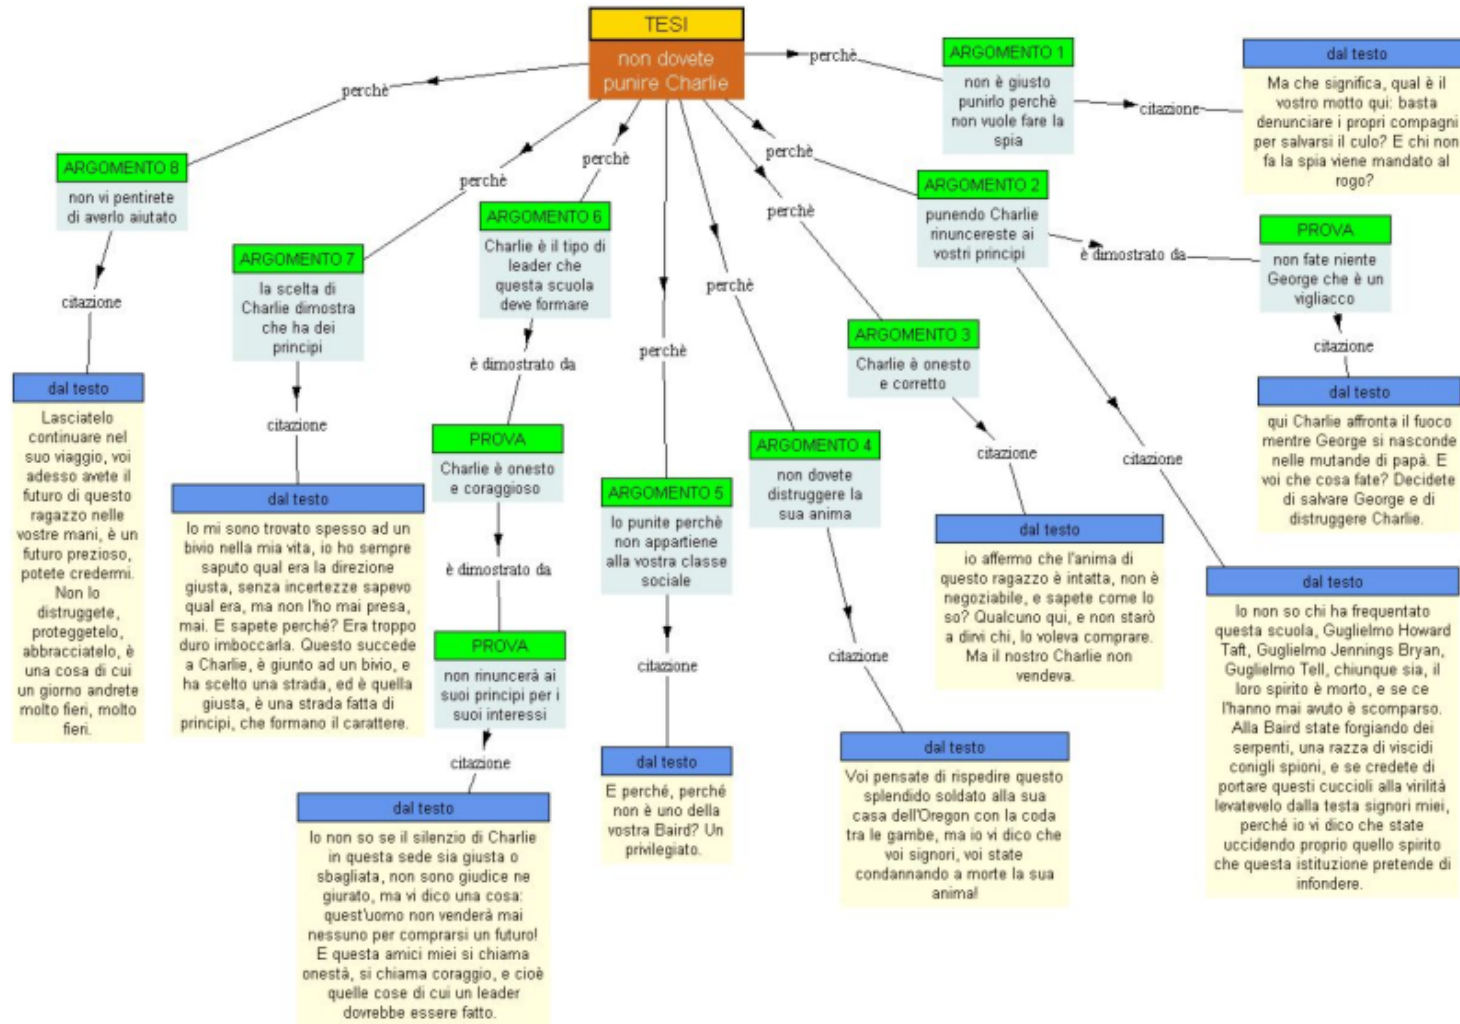 TESI
non dovete
punire Charlie
perchè
ARGOMENTO 1
non è giusto
punirlo perchè
non vuole fare la
spia
citazione
dal testo
Ma che significa, qual è il
vostro motto qui: basta
denunciare i propri compagni
per salvarsi il culo? E chi non
fa la spia viene mandato al
rogo?
perchè
ARGOMENTO 2
punendo Charlie
rinuncereste ai
vostri principi
è dimostrato da
PROVA
non fate niente
George che è un
vigliacco
citazione
dal testo
qui Charlie affronta il fuoco
mentre George si nasconde
nelle mutande di papà. E
voi che cosa fate? Decidete
di salvare George e di
distruggere Charlie.
citazione
dal testo
Io non so chi ha frequentato
questa scuola, Guglielmo Howard
Taft, Guglielmo Jennings Bryan,
Guglielmo Tell, chiunque sia, il
loro spirito è morto, e se ce
l'hanno mai avuto è scomparso.
Alla Baird state forgiando dei
serpenti, una razza di viscidi
conigli spioni, e se credete di
portare questi cuccioli alla virilità
levatevelo dalla testa signori miei,
perché io vi dico che state
uccidendo proprio quello spirito
che questa istituzione pretende di
infondere.
perchè
ARGOMENTO 3
Charlie è onesto
e corretto
citazione
dal testo
io affermo che l'anima di
questo ragazzo è intatta, non è
negoziabile, e sapete come lo
so? Qualcuno qui, e non starò
a dirvi chi, lo voleva comprare.
Ma il nostro Charlie non
vendeva.
perchè
ARGOMENTO 4
non dovete
distruggere la
sua anima
citazione
dal testo
Voi pensate di rispedire questo
splendido soldato alla sua
casa dell'Oregon con la coda
tra le gambe, ma io vi dico che
voi signori, voi state
condannando a morte la sua
anima!
perchè
ARGOMENTO 5
lo punite perchè
non appartiene
alla vostra classe
sociale
citazione
dal testo
E perché, perché
non è uno della
vostra Baird? Un
privilegiato.
perchè
ARGOMENTO 6
Charlie è il tipo di
leader che
questa scuola
deve formare
è dimostrato da
PROVA
Charlie è onesto
e coraggioso
è dimostrato da
PROVA
non rinuncerà ai
suoi principi per i
suoi interessi
citazione
dal testo
Io non so se il silenzio di Charlie
in questa sede sia giusta o
sbagliata, non sono giudice ne
giurato, ma vi dico una cosa:
quest'uomo non venderà mai
nessuno per comprarsi un futuro!
E questa amici miei si chiama
onestà, si chiama coraggio, e cioè
quelle cose di cui un leader
dovrebbe essere fatto.
perchè
ARGOMENTO 7
la scelta di
Charlie dimostra
che ha dei
principi
citazione
dal testo
Io mi sono trovato spesso ad un
bivio nella mia vita, io ho sempre
saputo qual era la direzione
giusta, senza incertezze sapevo
qual era, ma non l'ho mai presa,
mai. E sapete perché? Era troppo
duro imboccarla. Questo succede
a Charlie, è giunto ad un bivio, e
ha scelto una strada, ed è quella
giusta, è una strada fatta di
principi, che formano il carattere.
perchè
ARGOMENTO 8
non vi pentirete
di averlo aiutato
citazione
dal testo
Lasciatelo
continuare nel
suo viaggio, voi
adesso avete il
futuro di questo
ragazzo nelle
vostre mani, è un
futuro prezioso,
potete credermi.
Non lo
distruggete,
proteggetelo,
abbracciatelo, è
una cosa di cui
un giorno andrete
molto fieri, molto
fieri.